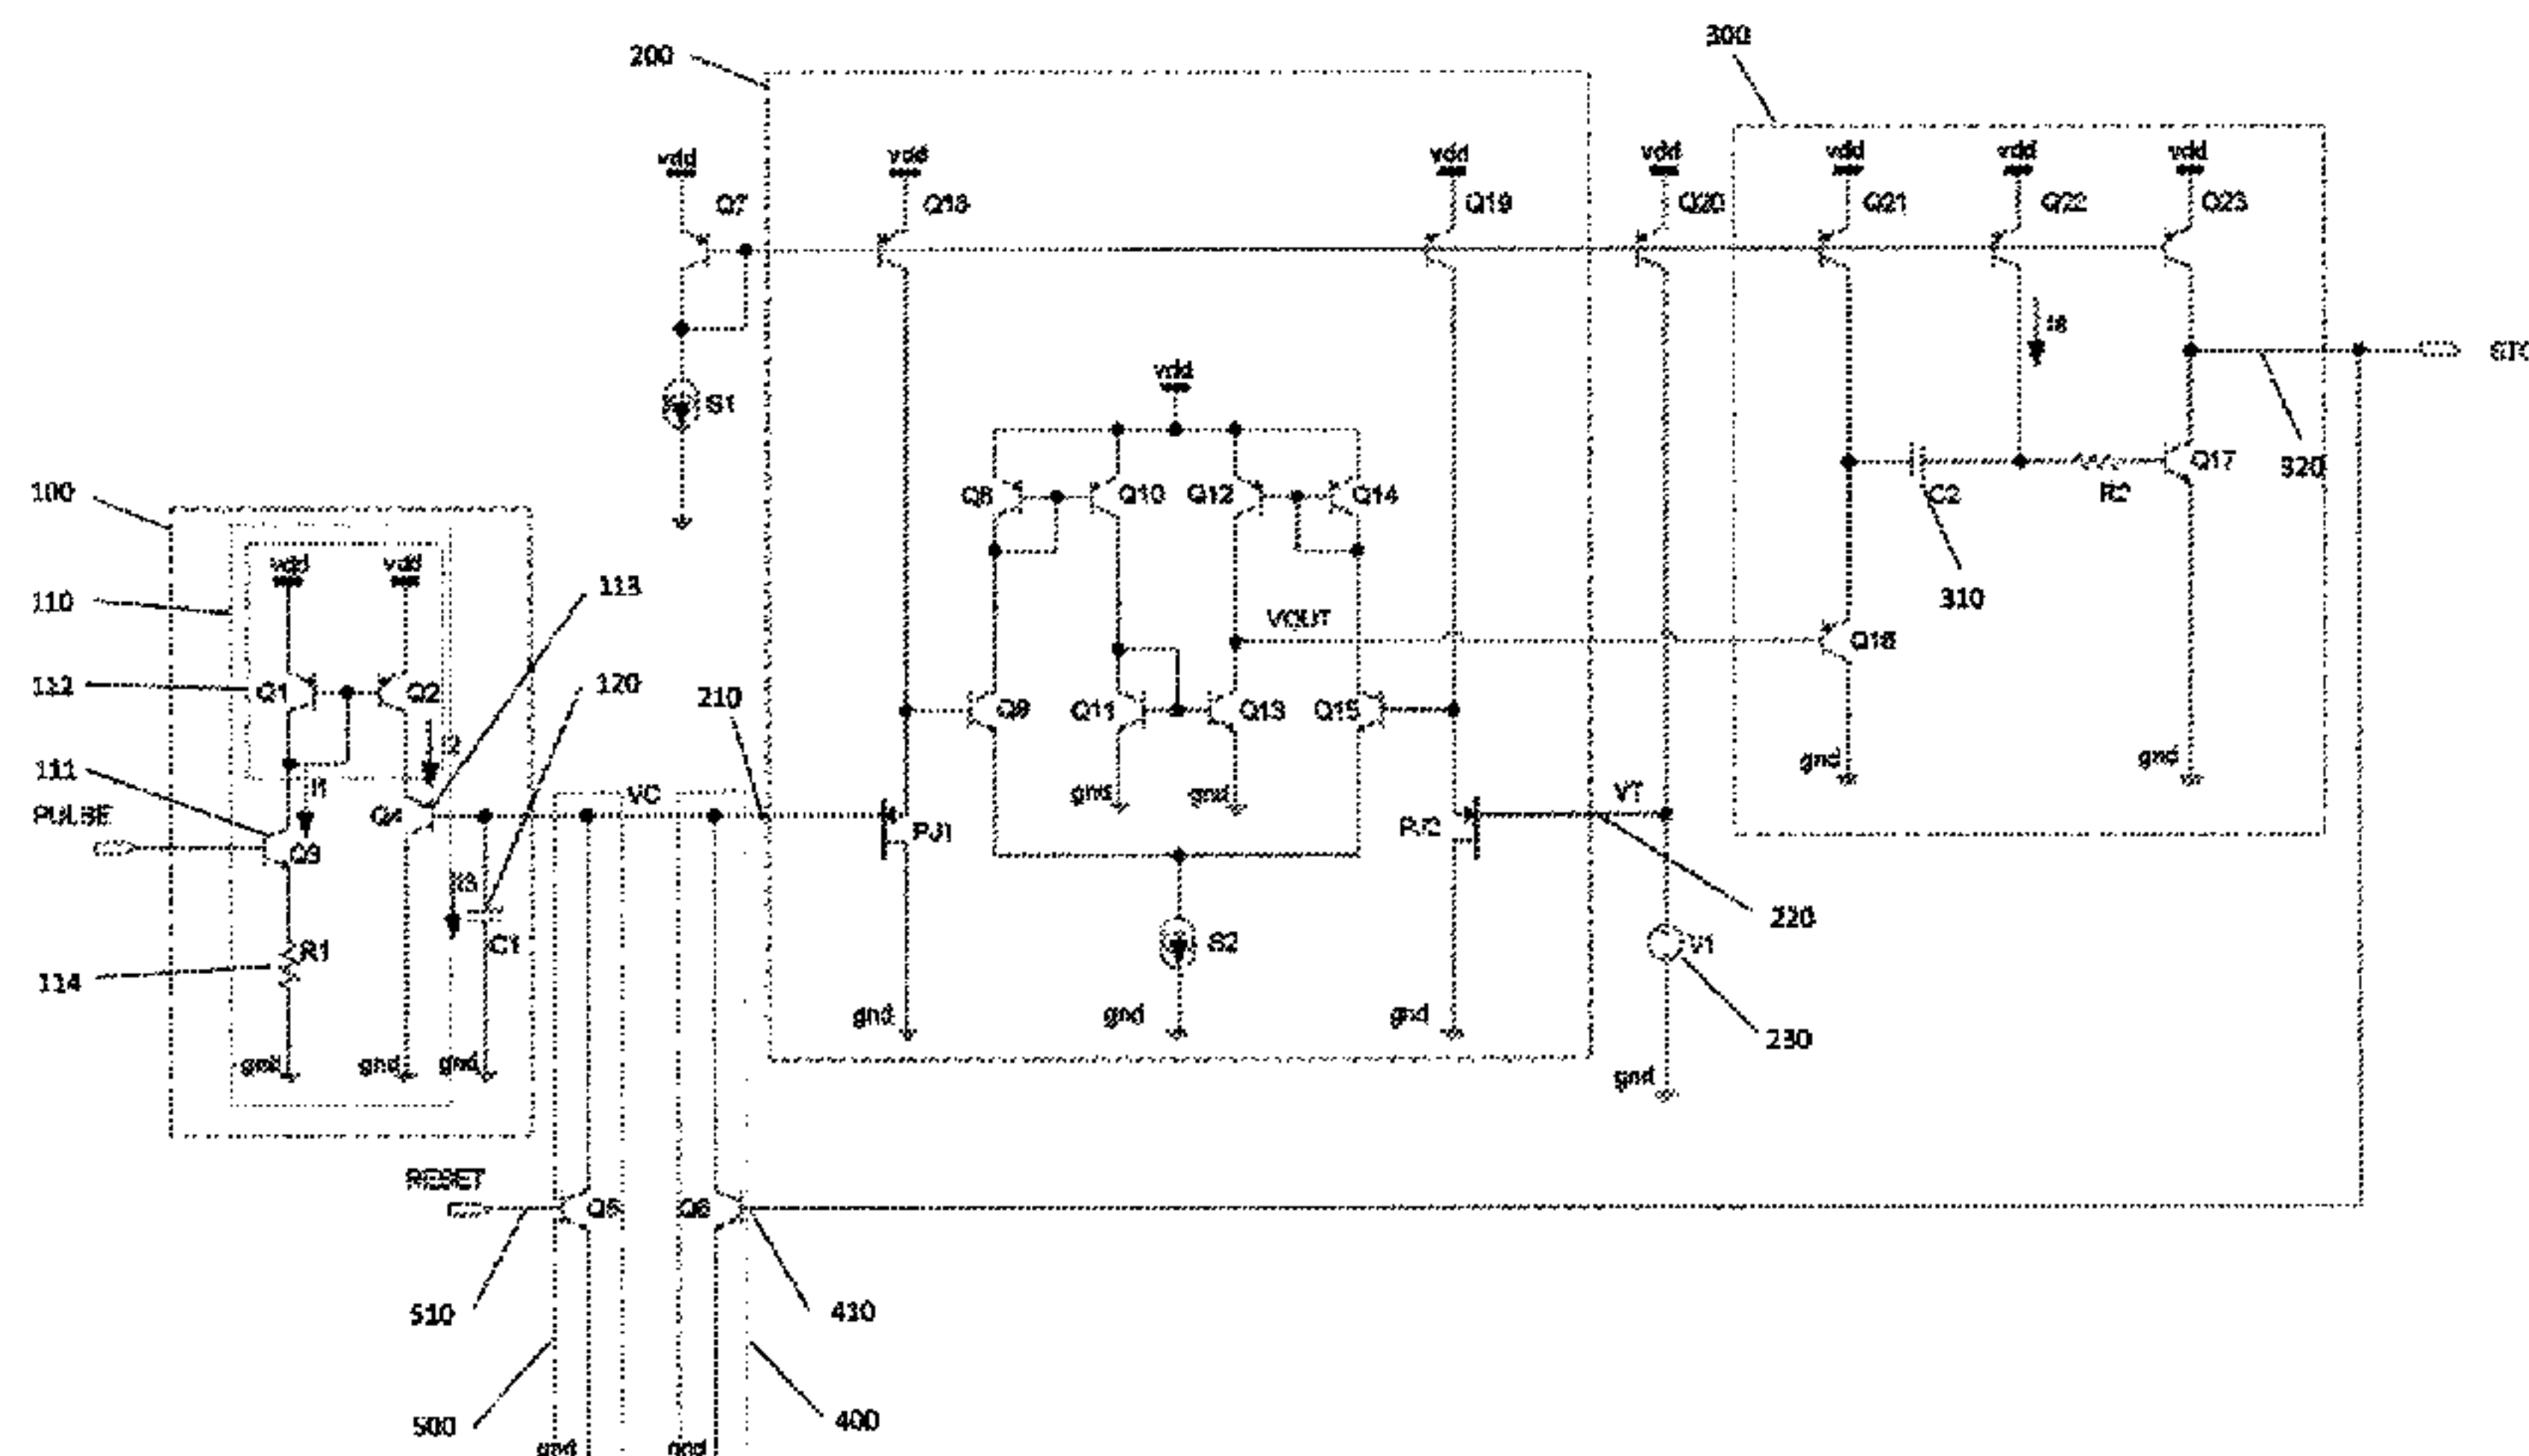 300
200
vdd
vdd
vdd
vdd
vdd
vdd
vdd
Q7
Q18
Q19
Q20
Q21
Q22
Q23
I4
S1
vdd
100
Q8
Q10
Q12
Q14
C2
R2
Q17
320
310
110
vdd
vdd
113
VOUT
Q16
112
Q1
Q2
120
210
Q9
Q11
Q13
Q15
111
I1
I2
PULSE
Q3
Q4
VC
PJ1
gnd
gnd
PJ2
VT
gnd
gnd
I3
C1
R1
114
S2
V1
220
230
gnd
gnd
gnd
gnd
gnd
gnd
gnd
RESET
Q5
Q6
510
410
500
400
gnd
gnd